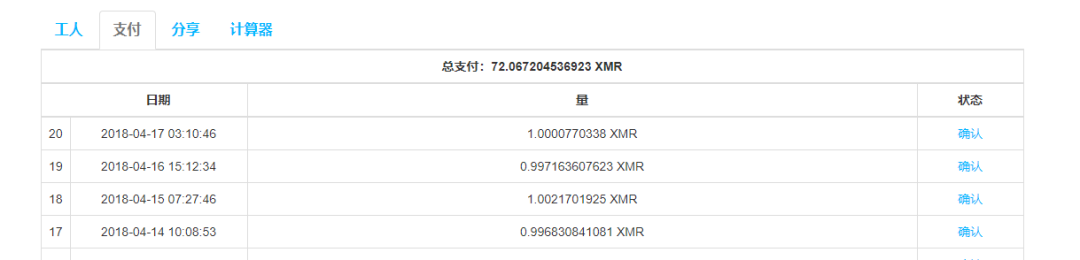 工人 支付 分享 计算器
总支付：72.067204536923 XMR
日期 量 状态
20 2018-04-17 03:10:46 1.0000770338 XMR 确认
19 2018-04-16 15:12:34 0.997163607623 XMR 确认
18 2018-04-15 07:27:46 1.0021701925 XMR 确认
17 2018-04-14 10:08:53 0.996830841081 XMR 确认